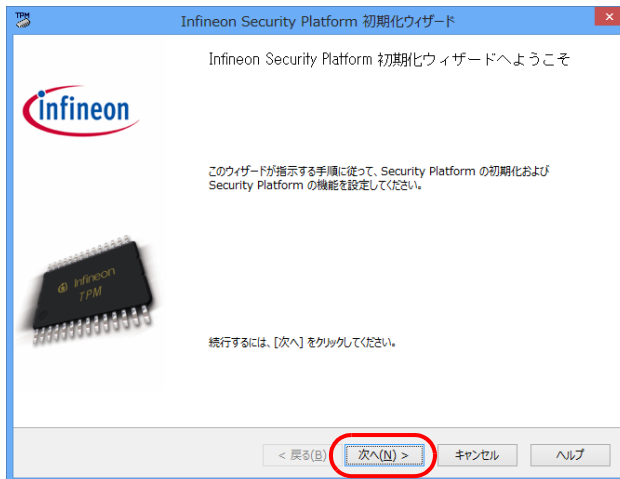 TPM
Infineon Security Platform 初期化ウィザード
Infineon Security Platform 初期化ウィザードへようこそ
infineon
このウィザードが指示する手順に従って、Security Platform の初期化および
Security Platform の機能を設定してください。
Infineon
TPM
続行するには、[次へ] をクリックしてください。
< 戻る(B)
次へ(N) >
キャンセル
ヘルプ